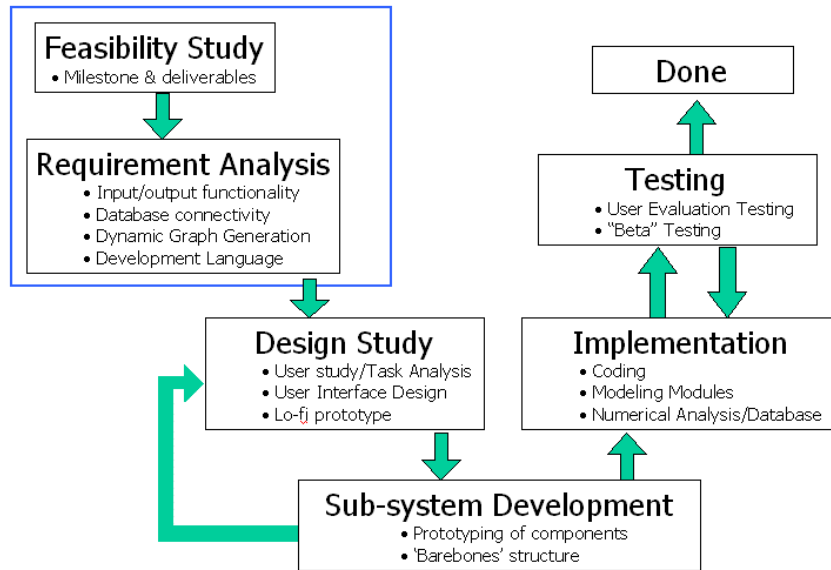 Feasibility Study
• Milestone & deliverables
Requirement Analysis
• Input/output functionality
• Database connectivity
• Dynamic Graph Generation
• Development Language
Design Study
• User study/Task Analysis
• User Interface Design
• Lo-fj prototype
Sub-system Development
• Prototyping of components
• 'Barebones' structure
Implementation
• Coding
• Modeling Modules
• Numerical Analysis/Database
Testing
• User Evaluation Testing
• "Beta" Testing
Done